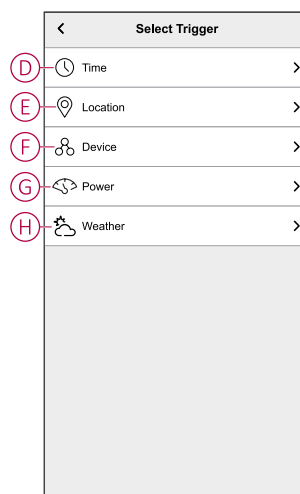 Select Trigger
D Time
E Location
F Device
G Power
H Weather